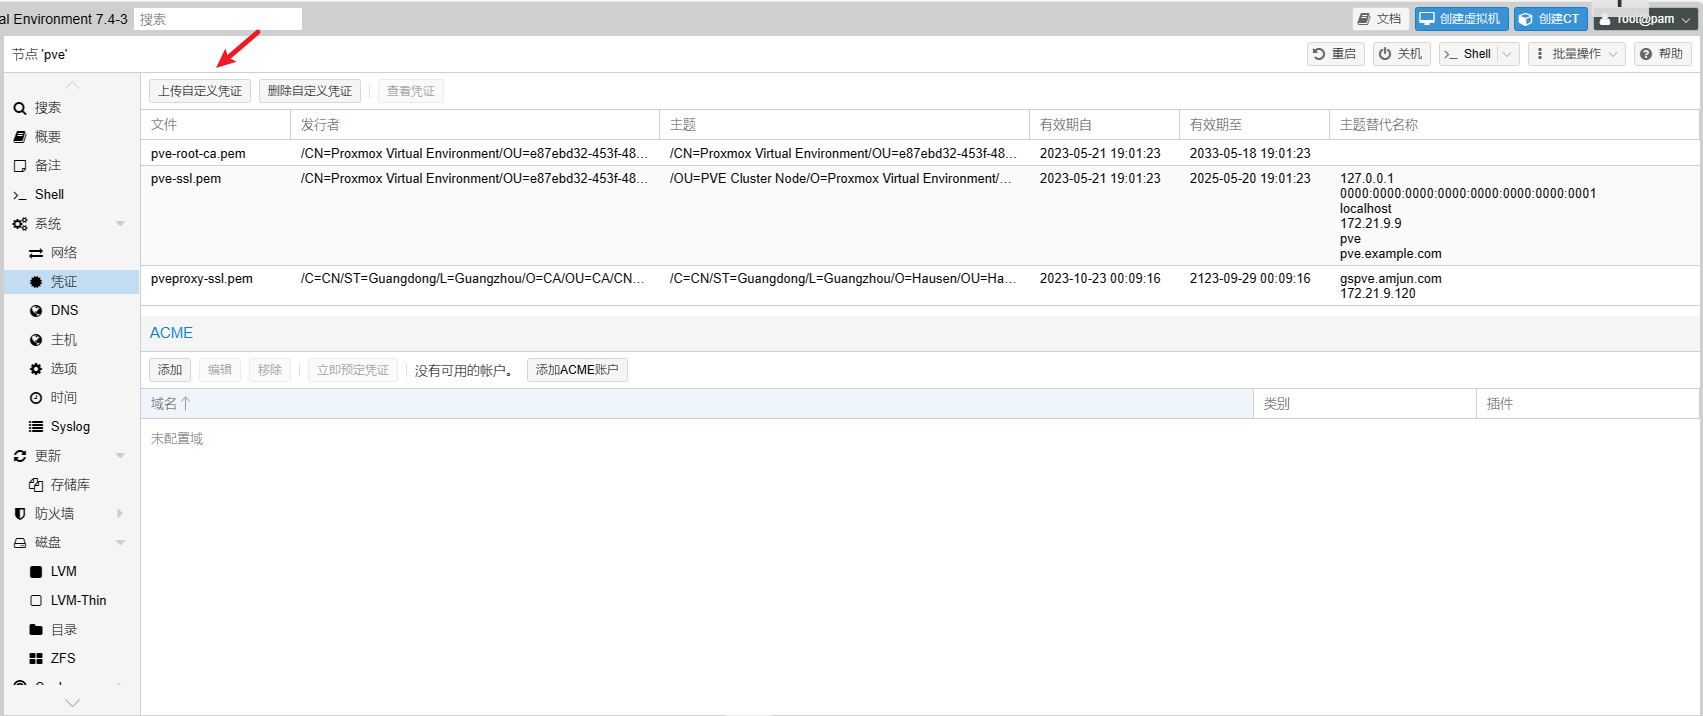 al Environment 7.4-3
搜索
文档
创建虚拟机
创建CT
root@pam
节点 'pve'
重启
关机
Shell
批量操作
帮助
搜索
概要
备注
Shell
系统
网络
凭证
DNS
主机
选项
时间
Syslog
更新
存储库
防火墙
磁盘
LVM
LVM-Thin
目录
ZFS
上传自定义凭证
删除自定义凭证
查看凭证
文件 发行者 主题 有效期自 有效期至 主题替代名称
pve-root-ca.pem /CN=Proxmox Virtual Environment/OU=e87ebd32-453f-48... /CN=Proxmox Virtual Environment/OU=e87ebd32-453f-48... 2023-05-21 19:01:23 2033-05-18 19:01:23
pve-ssl.pem /CN=Proxmox Virtual Environment/OU=e87ebd32-453f-48... /OU=PVE Cluster Node/O=Proxmox Virtual Environment/... 2023-05-21 19:01:23 2025-05-20 19:01:23 127.0.0.1
0000:0000:0000:0000:0000:0000:0000:0001
localhost
172.21.9.9
pve
pve.example.com
pveproxy-ssl.pem /C=CN/ST=Guangdong/L=Guangzhou/O=CA/OU=CA/CN... /C=CN/ST=Guangdong/L=Guangzhou/O=Hausen/OU=Ha... 2023-10-23 00:09:16 2123-09-29 00:09:16 gspve.amjun.com
172.21.9.120
ACME
添加
编辑
移除
立即预定凭证
没有可用的帐户。
添加ACME账户
域名 类别 插件
未配置域